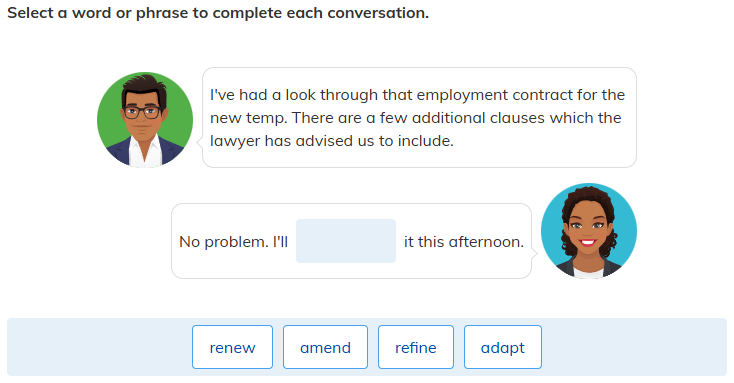 Select a word or phrase to complete each conversation.
I've had a look through that employment contract for the
new temp. There are a few additional clauses which the
lawyer has advised us to include.
No problem. I'll it this afternoon.
renew amend refine adapt